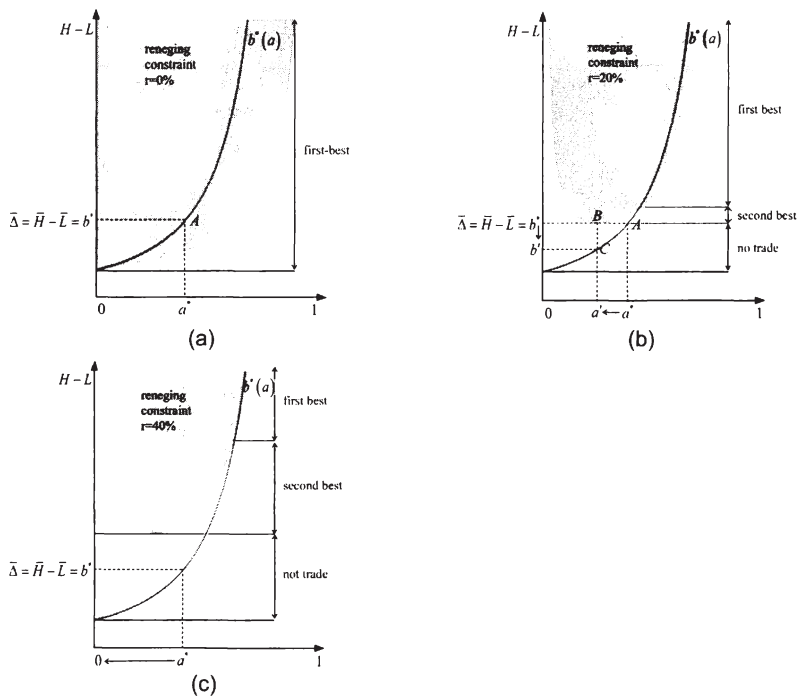 H – L
reneging
constraint
r=0%
b*(a)
first-best
Δ̄ = H̄ – L̄ = b*
A
0
a*
1
(a)
H – L
reneging
constraint
r=20%
b*(a)
first best
second best
no trade
Δ̄ = H̄ – L̄ = b*
B
A
b'
C
0
a' ← a*
1
(b)
H – L
reneging
constraint
r=40%
b*(a)
first best
second best
not trade
Δ̄ = H̄ – L̄ = b*
0 ← a*
1
(c)